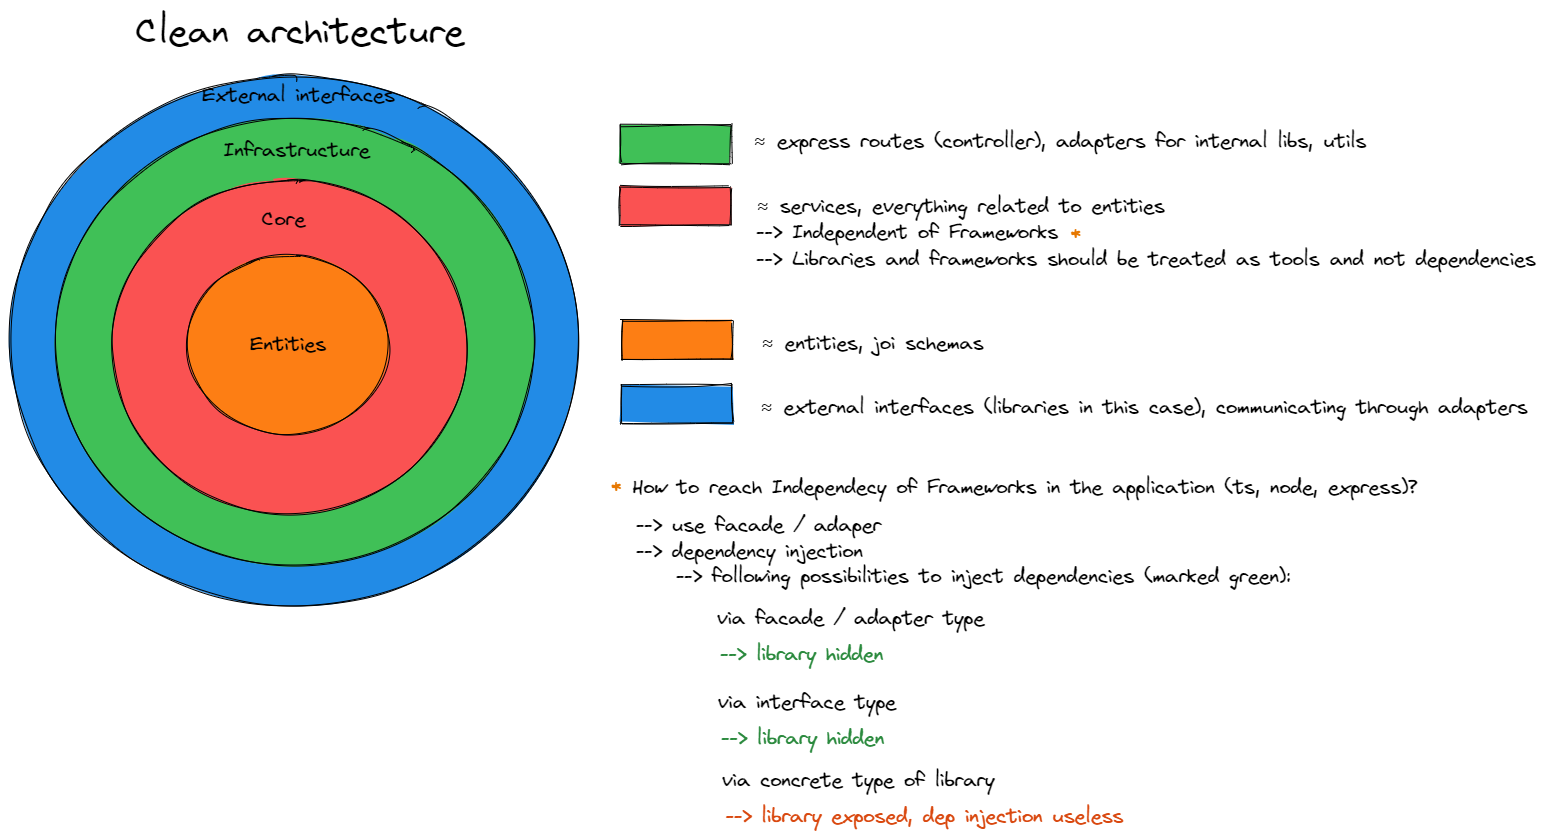 Clean architecture
External interfaces
Infrastructure
Core
Entities
≈ express routes (controller), adapters for internal libs, utils
≈ services, everything related to entities
--> Independent of Frameworks *
--> Libraries and frameworks should be treated as tools and not dependencies
≈ entities, joi schemas
≈ external interfaces (libraries in this case), communicating through adapters
* How to reach Independecy of Frameworks in the application (ts, node, express)?
--> use facade / adaper
--> dependency injection
--> following possibilities to inject dependencies (marked green):
via facade / adapter type
--> library hidden
via interface type
--> library hidden
via concrete type of library
--> library exposed, dep injection useless